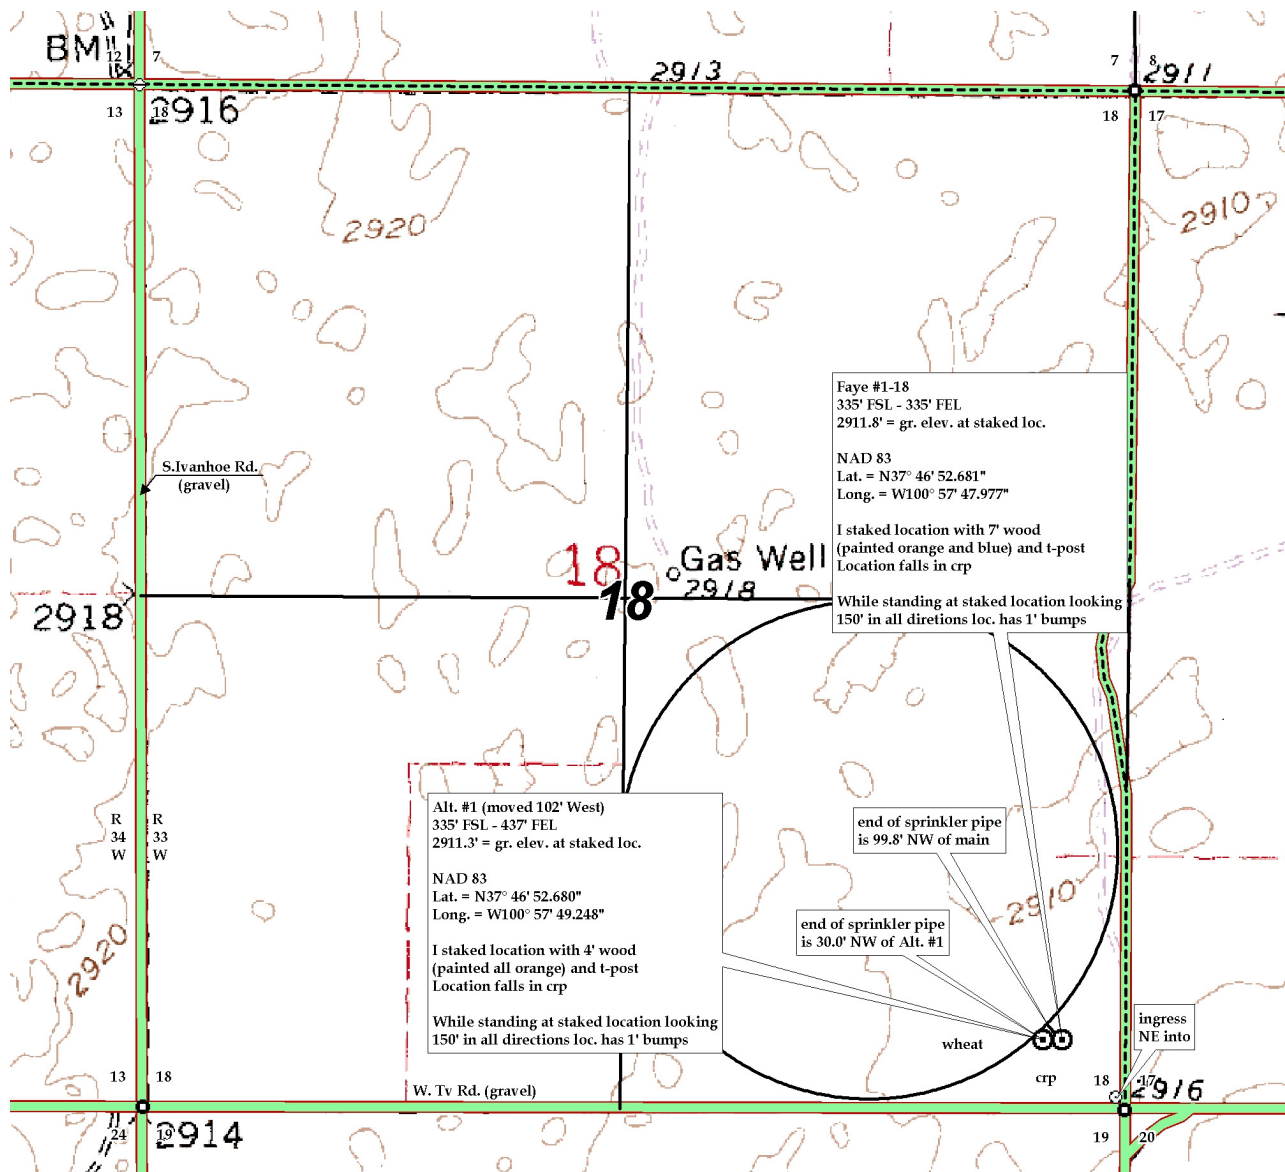 BM
12 7
2913
7 8
2911
13 18
2916
18 17
2920
2910
Faye #1-18
335' FSL - 335' FEL
2911.8' = gr. elev. at staked loc.
NAD 83
Lat. = N37° 46' 52.681"
Long. = W100° 57' 47.977"
I staked location with 7' wood
(painted orange and blue) and t-post
Location falls in crp
While standing at staked location looking
150' in all diretions loc. has 1' bumps
S.Ivanhoe Rd.
(gravel)
18
Gas Well
2918
18
2918
Alt. #1 (moved 102' West)
335' FSL - 437' FEL
2911.3' = gr. elev. at staked loc.
NAD 83
Lat. = N37° 46' 52.680"
Long. = W100° 57' 49.248"
I staked location with 4' wood
(painted all orange) and t-post
Location falls in crp
While standing at staked location looking
150' in all directions loc. has 1' bumps
R R
34 33
W W
end of sprinkler pipe
is 99.8' NW of main
2910
end of sprinkler pipe
is 30.0' NW of Alt. #1
2920
ingress
NE into
wheat
crp
13 18
W. Tv Rd. (gravel)
18 17
2916
24 19
2914
19 20